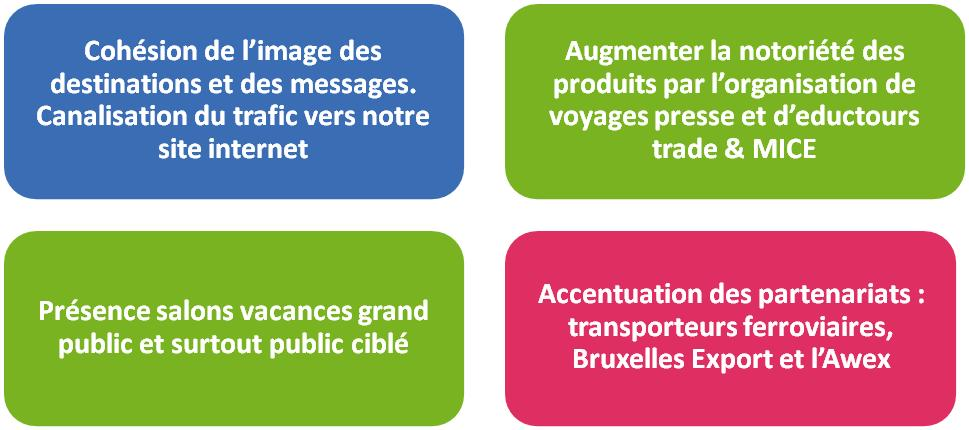 Cohésion de l’image des
destinations et des messages.
Canalisation du trafic vers notre
site internet
Augmenter la notoriété des
produits par l’organisation de
voyages presse et d’eductours
trade & MICE
Présence salons vacances grand
public et surtout public ciblé
Accentuation des partenariats :
transporteurs ferroviaires,
Bruxelles Export et l’Awex